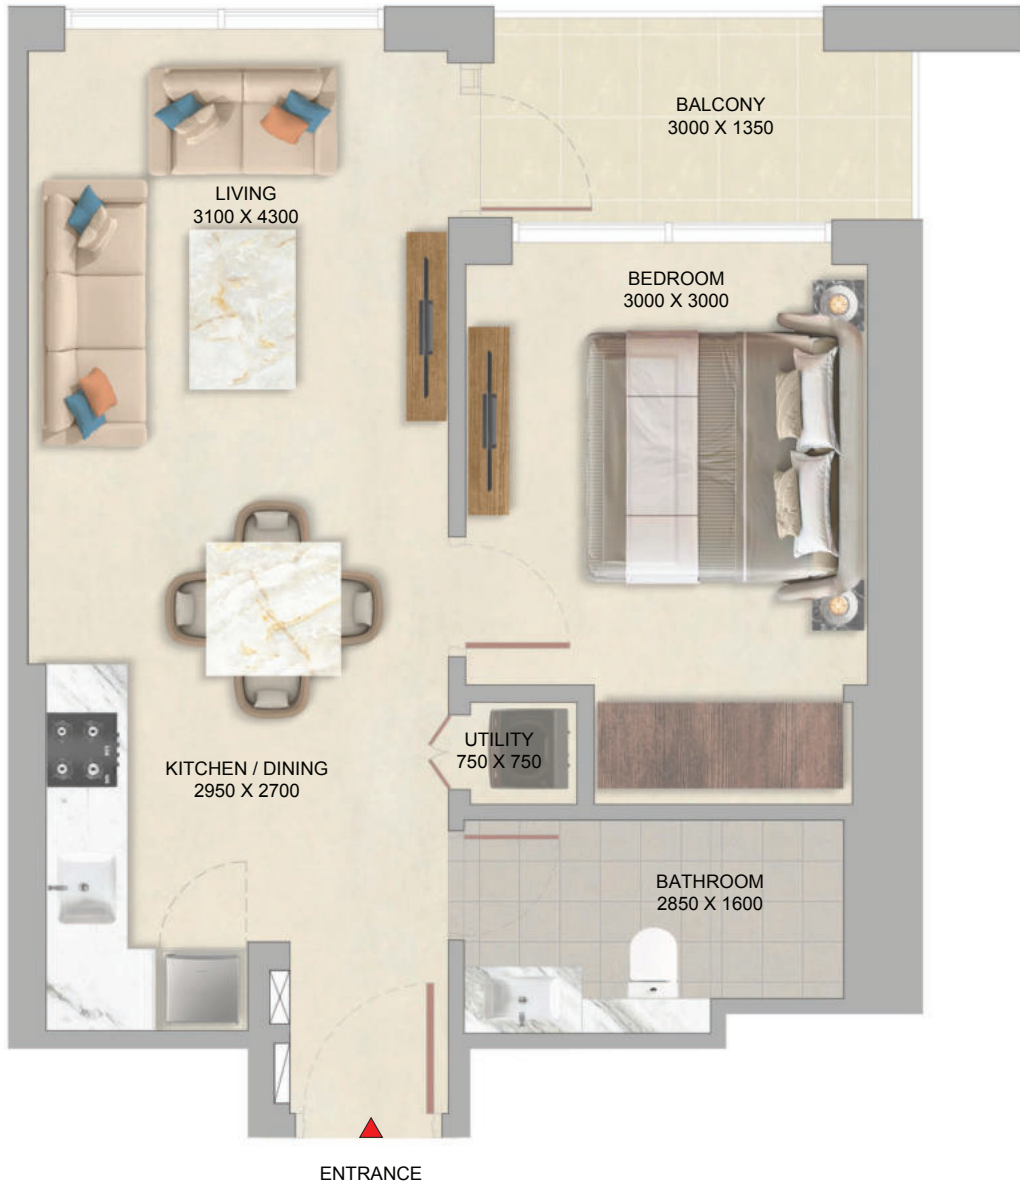 BALCONY
3000 X 1350
LIVING
3100 X 4300
BEDROOM
3000 X 3000
UTILITY
750 X 750
KITCHEN / DINING
2950 X 2700
BATHROOM
2850 X 1600
ENTRANCE